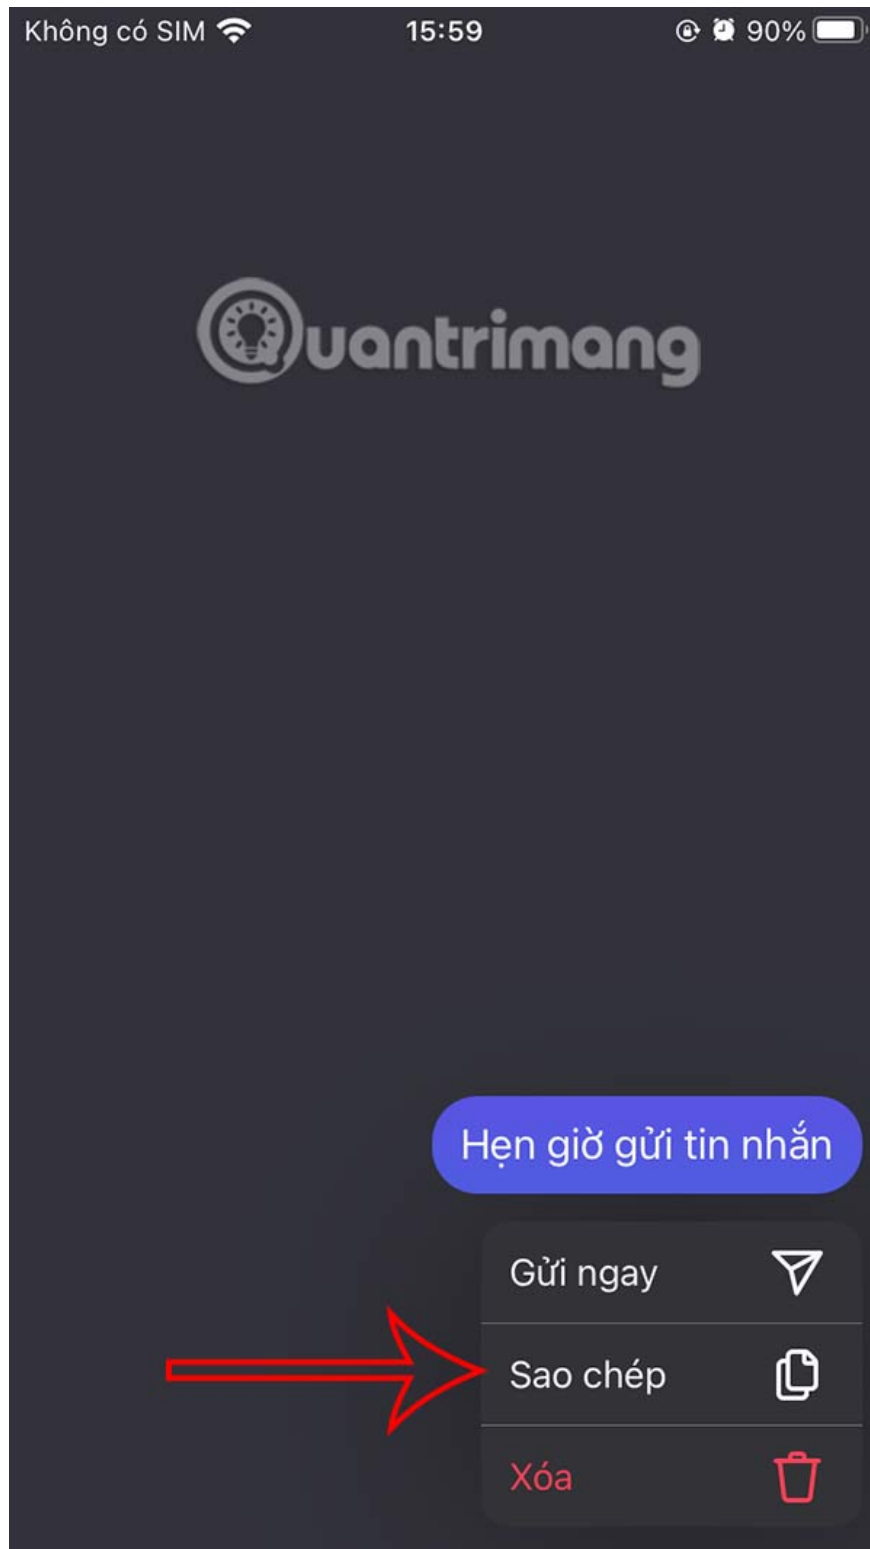 Không có SIM 15:59 90%
Quantrimang
Hẹn giờ gửi tin nhắn
Gửi ngay
Sao chép
Xóa